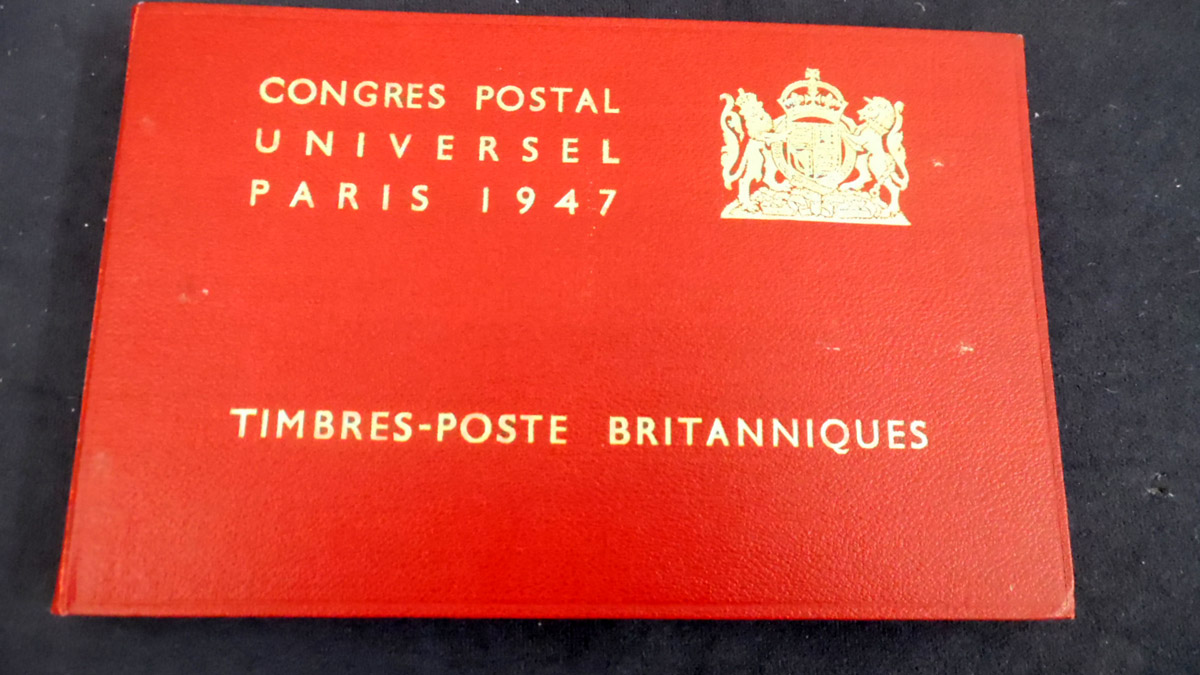 CONGRES POSTAL
UNIVERSEL
PARIS 1947
TIMBRES-POSTE BRITANNIQUES